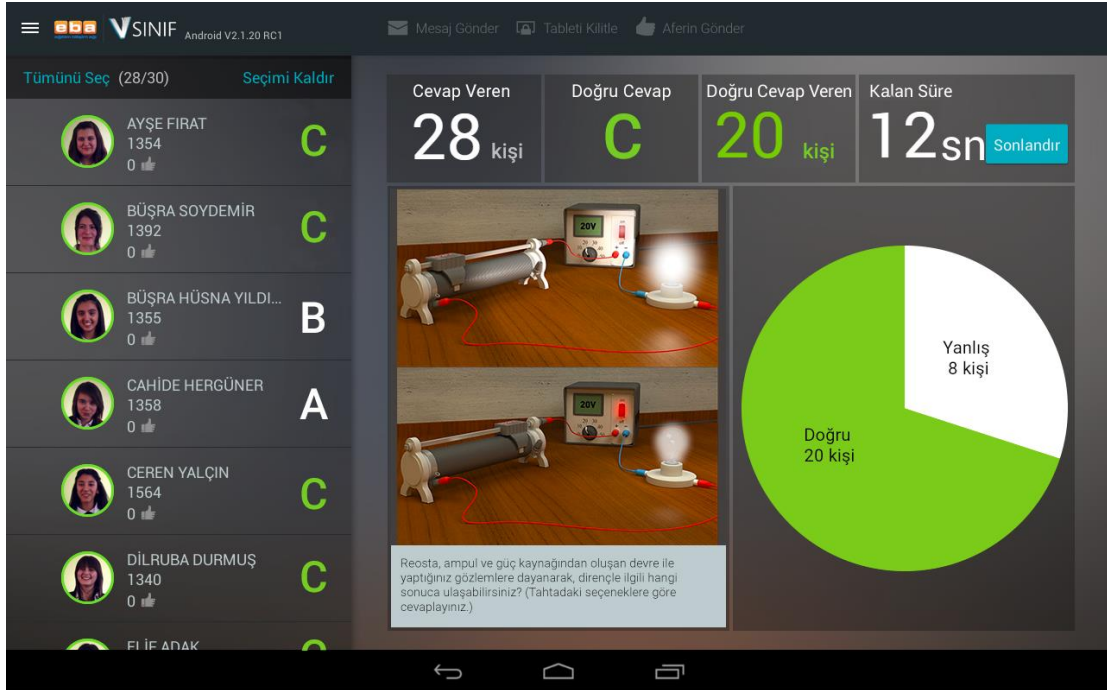 eba VSINIF Android V2.1.20 RC1
Mesaj Gönder Tableti Kilitle Aferin Gönder
Tümünü Seç (28/30) Seçimi Kaldır
AYŞE FIRAT
1354
0
C
BÜŞRA SOYDEMİR
1392
0
C
BÜŞRA HÜSNA YILDI...
1355
0
B
CAHİDE HERGÜNER
1358
0
A
CEREN YALÇIN
1564
0
C
DİLRUBA DURMUŞ
1340
0
C
ELİF ADAK
C
Cevap Veren
28 kişi
Doğru Cevap
C
Doğru Cevap Veren
20 kişi
Kalan Süre
12sn
Sonlandır
20V
20V
Reosta, ampul ve güç kaynağından oluşan devre ile
yaptığınız gözlemlere dayanarak, dirençle ilgili hangi
sonuca ulaşabilirsiniz? (Tahtadaki seçeneklere göre
cevaplayınız.)
Yanlış
8 kişi
Doğru
20 kişi